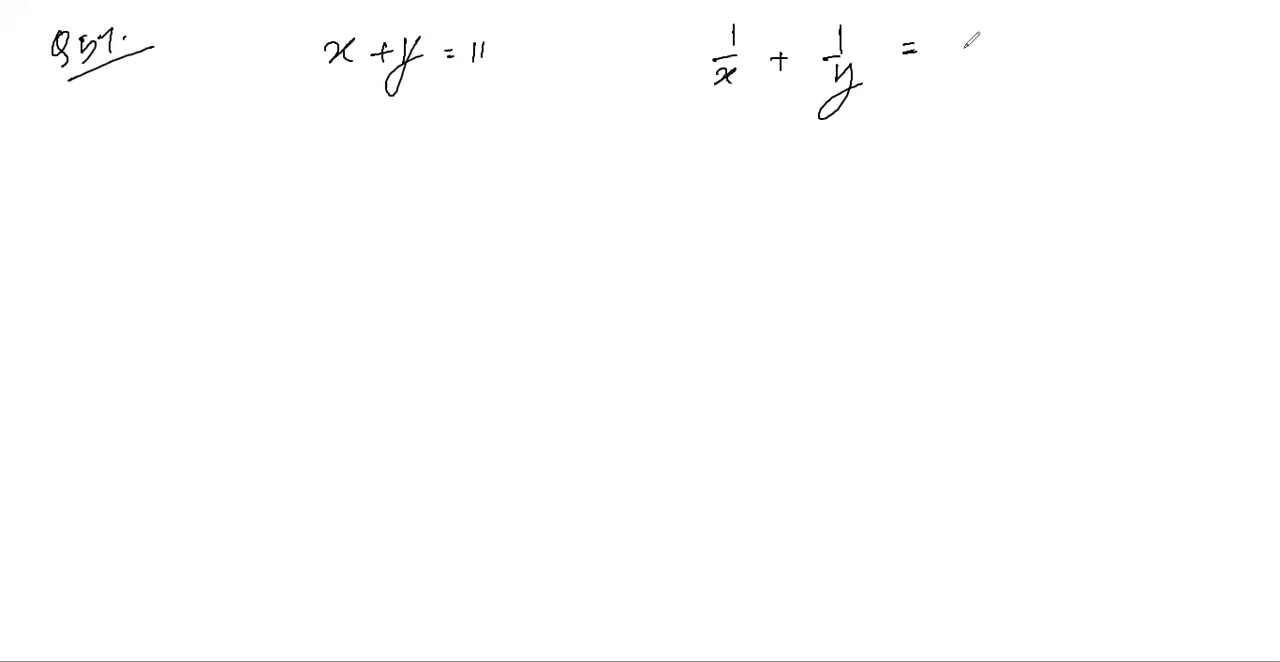 Q57. x + y = 11 1/x + 1/y =